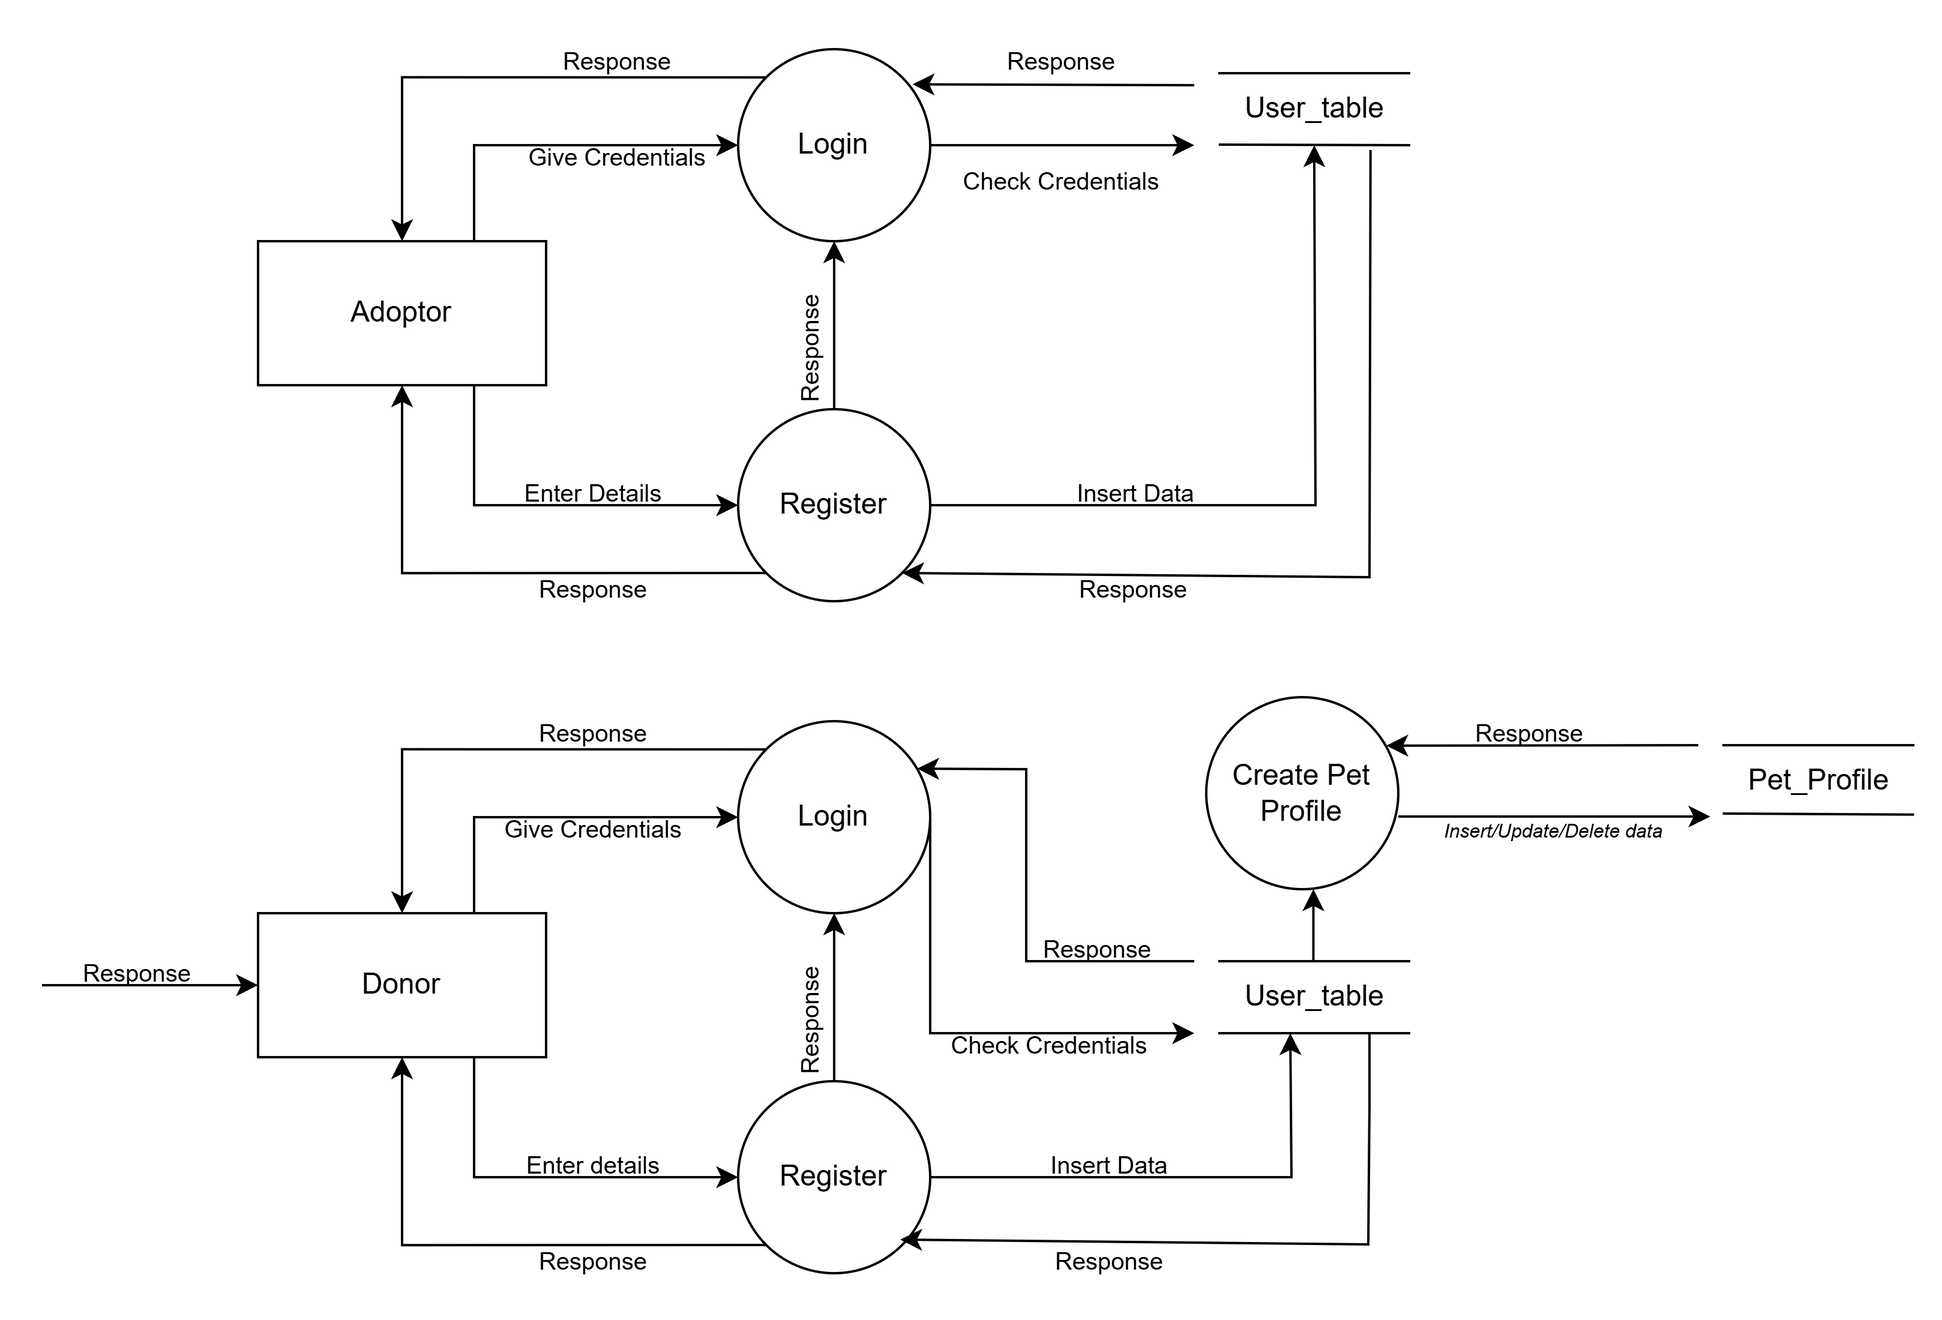 Response
Response
User_table
Login
Give Credentials
Check Credentials
Adoptor
Response
Enter Details
Register
Insert Data
Response
Response
Response
Response
Create Pet
Profile
Pet_Profile
Login
Give Credentials
Insert/Update/Delete data
Response
Response
Donor
User_table
Response
Check Credentials
Enter details
Register
Insert Data
Response
Response